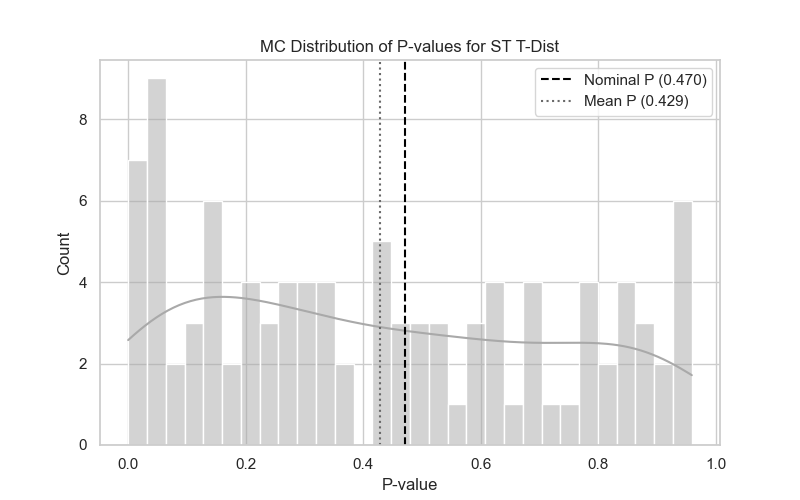 MC Distribution of P-values for ST T-Dist
Nominal P (0.470)
Mean P (0.429)
Count
8
6
4
2
0
0.0 0.2 0.4 0.6 0.8 1.0
P-value